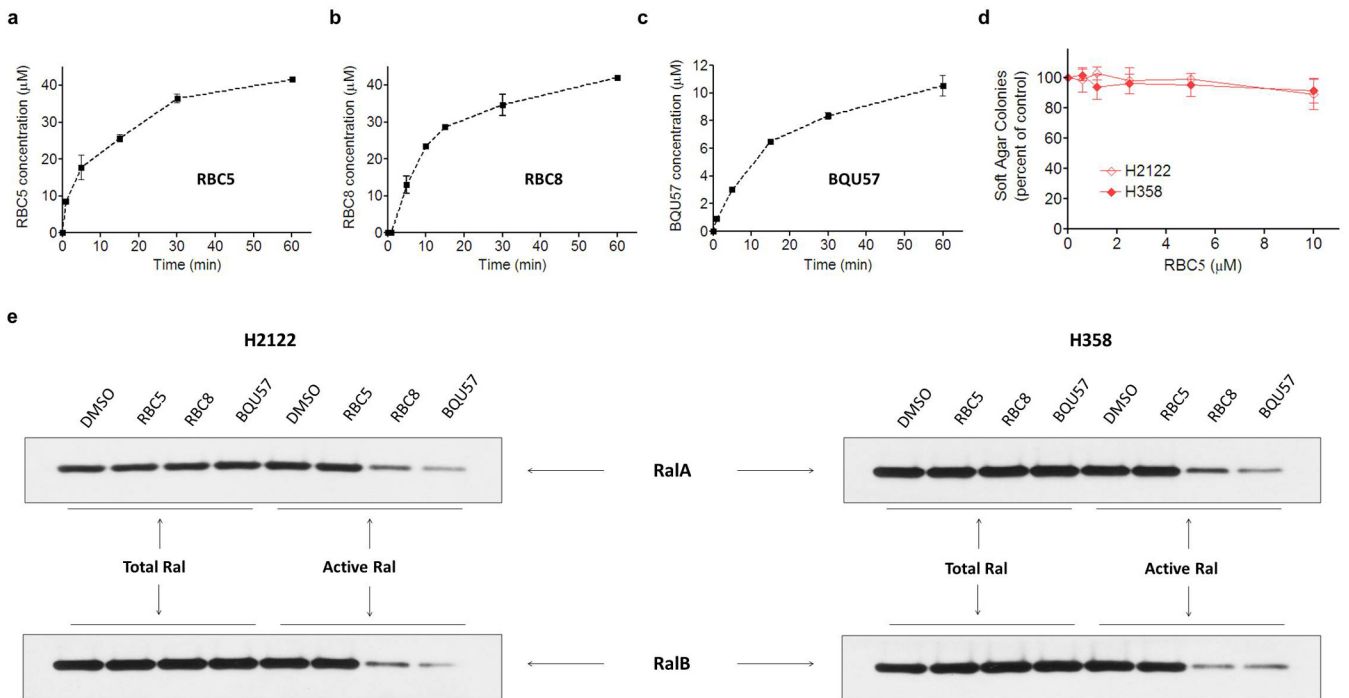 a
RBC5 concentration (μM)
40
30
20
10
0
0 10 20 30 40 50 60
Time (min)
RBC5
b
RBC8 concentration (μM)
40
30
20
10
0
0 10 20 30 40 50 60
Time (min)
RBC8
c
BQU57 concentration (μM)
12
10
8
6
4
2
0
0 10 20 30 40 50 60
Time (min)
BQU57
d
Soft Agar Colonies
(percent of control)
100
80
60
40
20
0
0 2 4 6 8 10
RBC5 (μM)
H2122
H358
e
H2122
H358
DMSO RBC5 RBC8 BQU57 DMSO RBC5 RBC8 BQU57
DMSO RBC5 RBC8 BQU57 DMSO RBC5 RBC8 BQU57
RalA
Total Ral Active Ral
Total Ral Active Ral
RalB